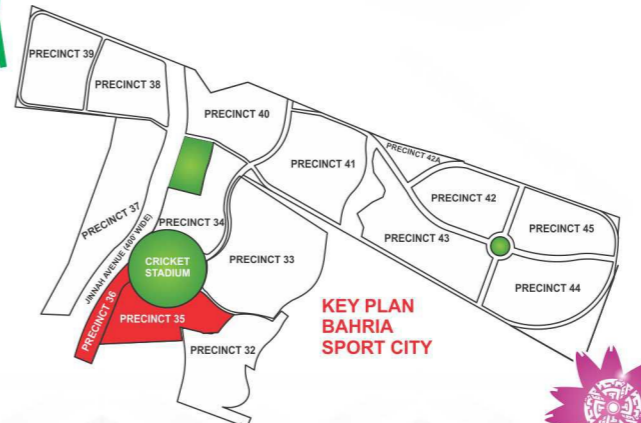 PRECINCT 39
PRECINCT 38
PRECINCT 40
PRECINCT 41
PRECINCT 42A
PRECINCT 42
PRECINCT 45
PRECINCT 37
JINNAH AVENUE (400' WIDE)
PRECINCT 34
PRECINCT 43
CRICKET
STADIUM
PRECINCT 33
PRECINCT 44
PRECINCT 36
PRECINCT 35
PRECINCT 32
KEY PLAN
BAHRIA
SPORT CITY